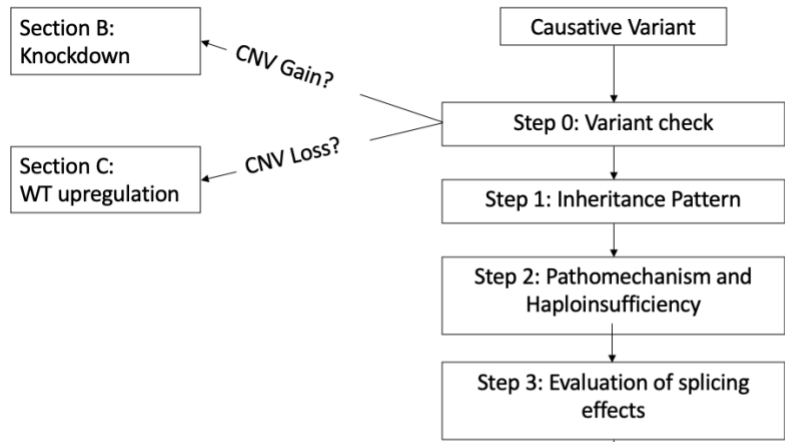 Section B:
Knockdown
CNV Gain?
Section C:
WT upregulation
CNV Loss?
Causative Variant
Step 0: Variant check
Step 1: Inheritance Pattern
Step 2: Pathomechanism and
Haploinsufficiency
Step 3: Evaluation of splicing
effects